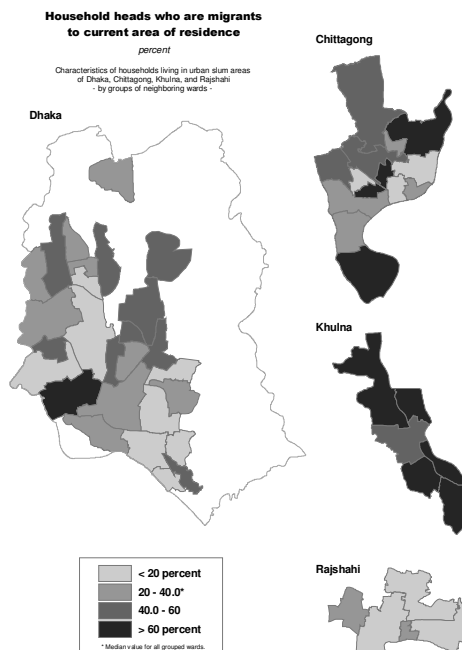 Household heads who are migrants
to current area of residence
percent
Characteristics of households living in urban slum areas
of Dhaka, Chittagong, Khulna, and Rajshahi
- by groups of neighboring wards -
Dhaka
Chittagong
Khulna
Rajshahi
< 20 percent
20 - 40.0*
40.0 - 60
> 60 percent
* Median value for all grouped wards.